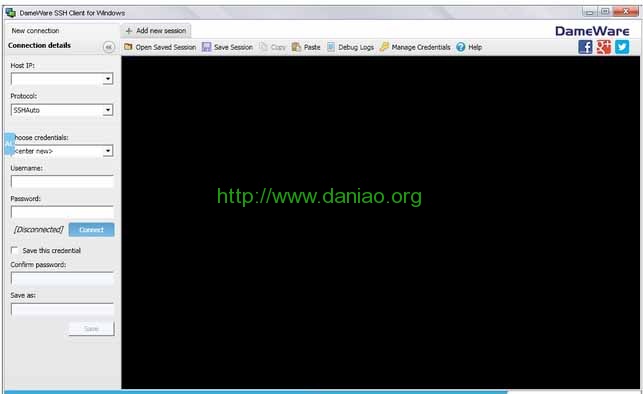 DameWare SSH Client for Windows
New connection
Add new session
DameWare
Connection details
Open Saved Session
Save Session
Copy
Paste
Debug Logs
Manage Credentials
Help
Host IP:
Protocol:
SSHAuto
hoose credentials:
<enter new>
Username:
Password:
[Disconnected]
Connect
Save this credential
Confirm password:
Save as:
Save
http://www.daniao.org